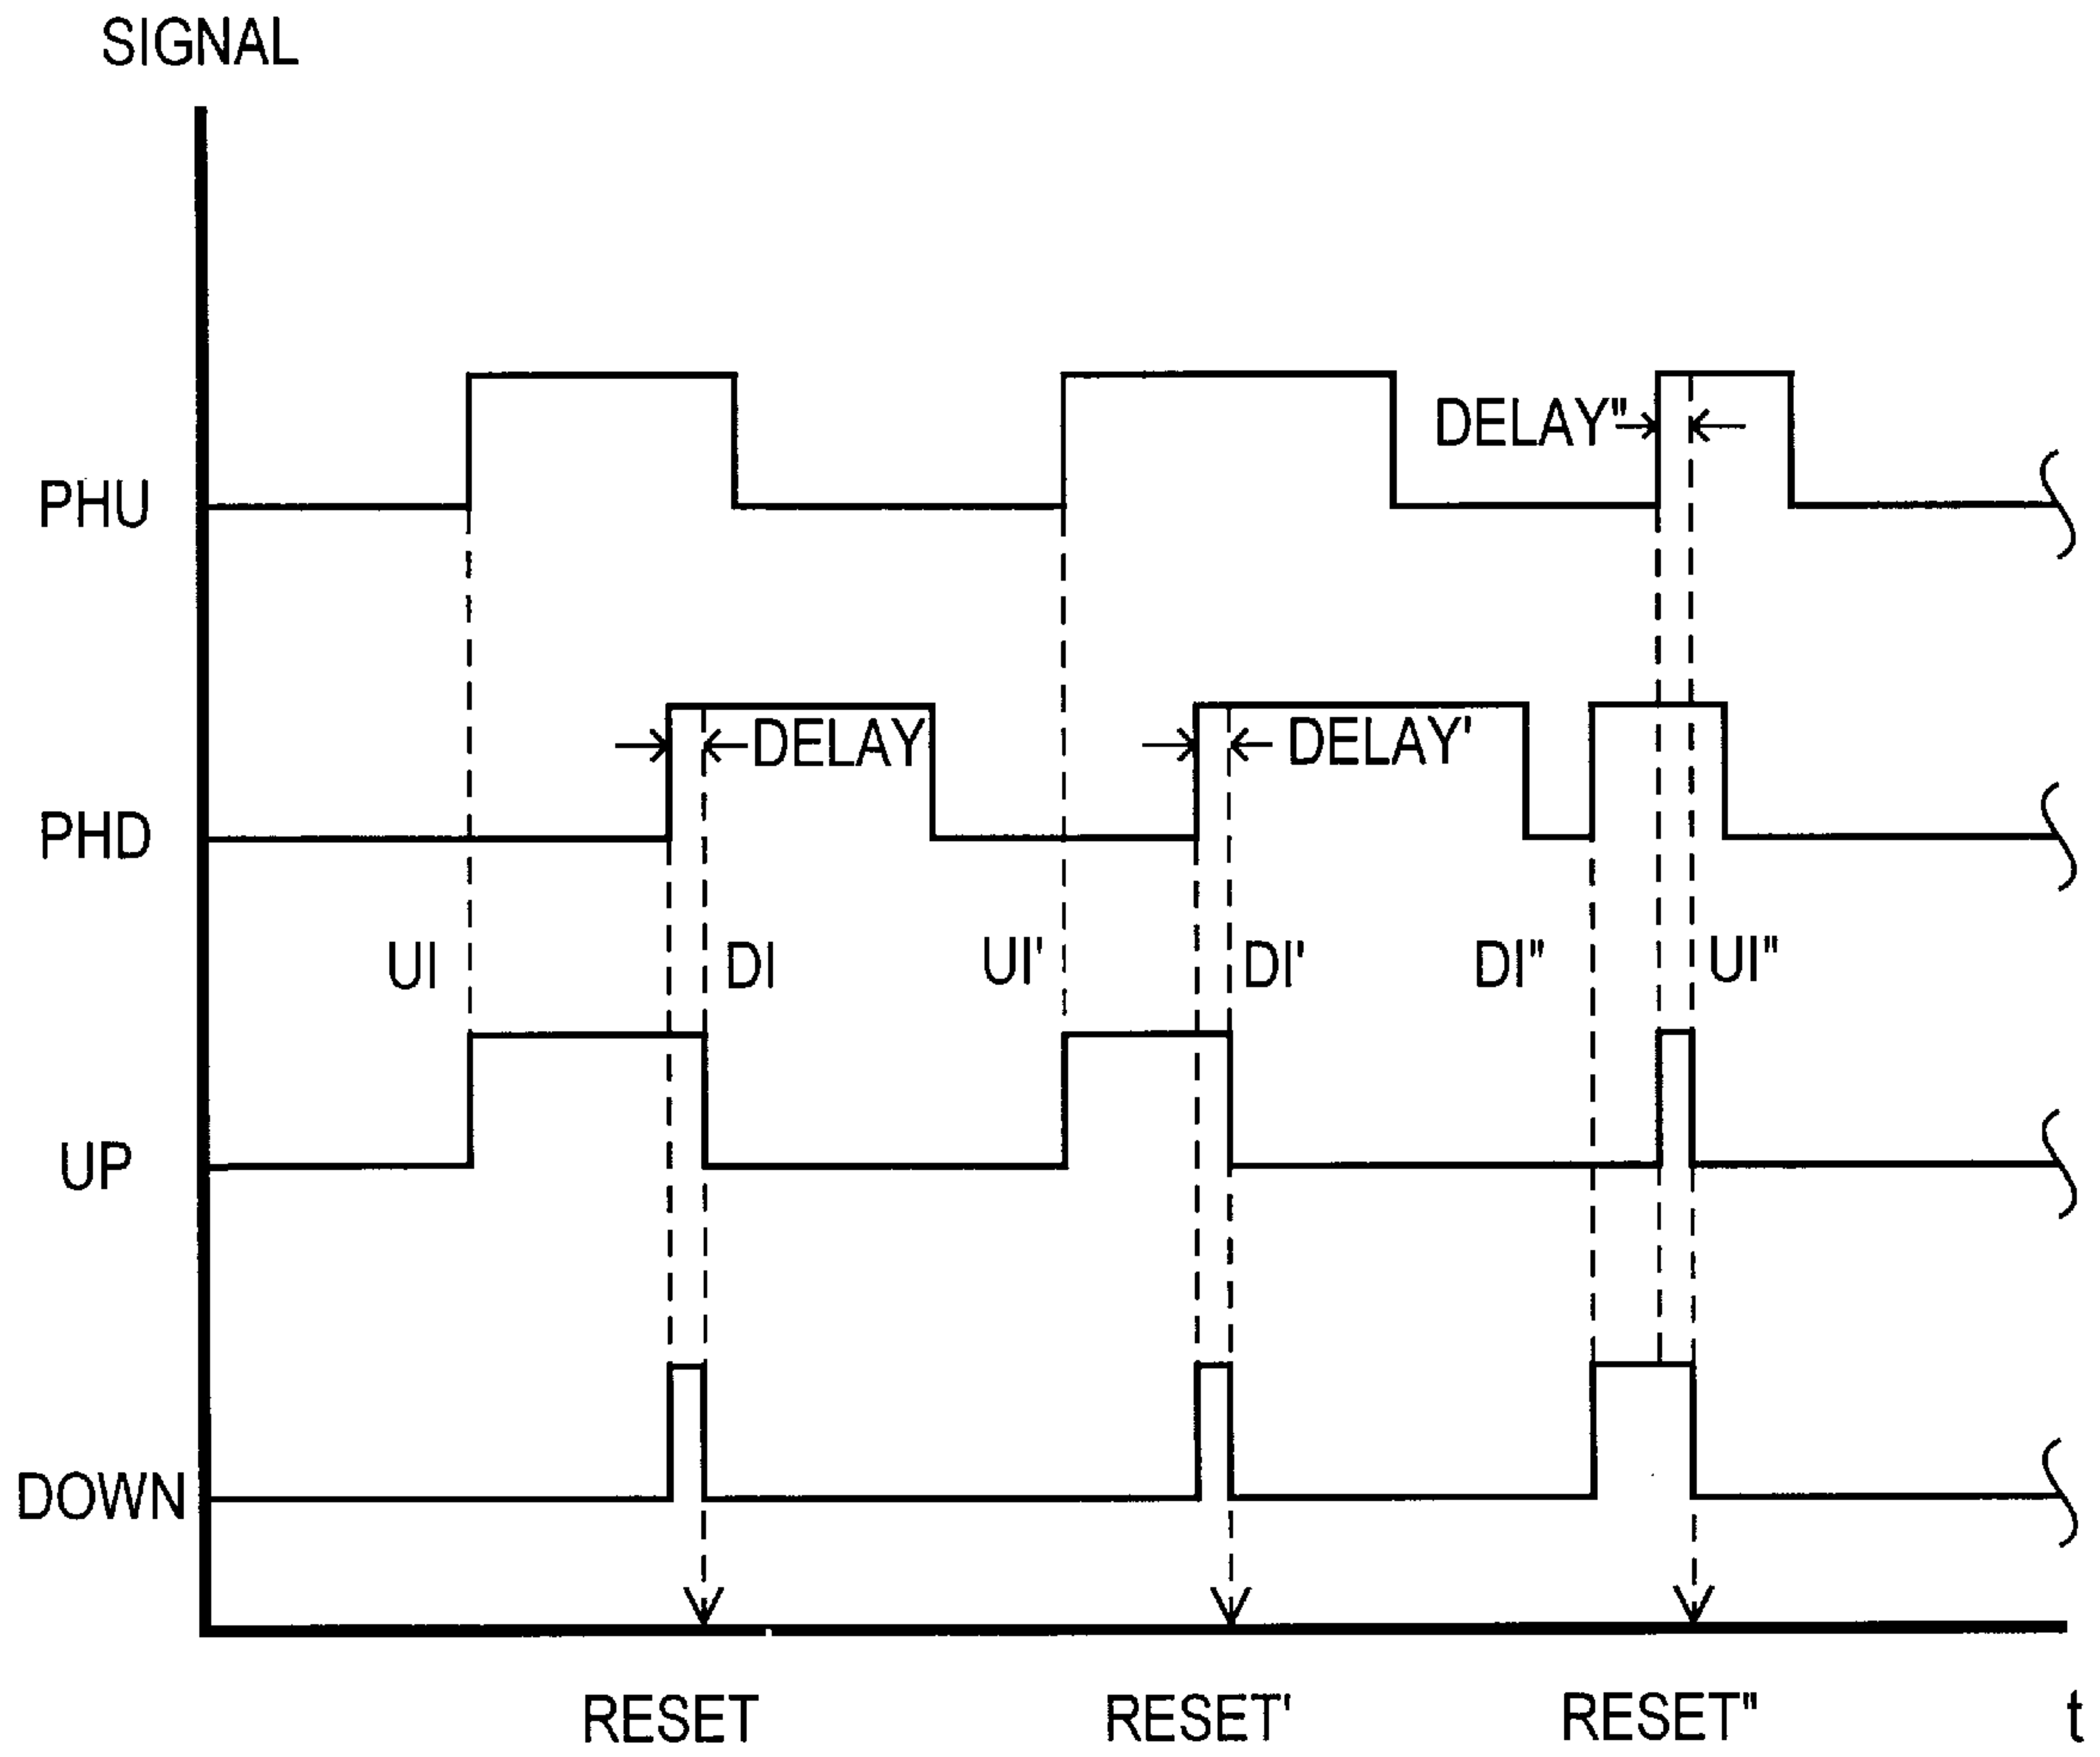 SIGNAL
DELAY"
PHU
DELAY
DELAY'
PHD
UI
DI
UI'
DI'
DI"
UI"
UP
DOWN
RESET
RESET'
RESET"
t